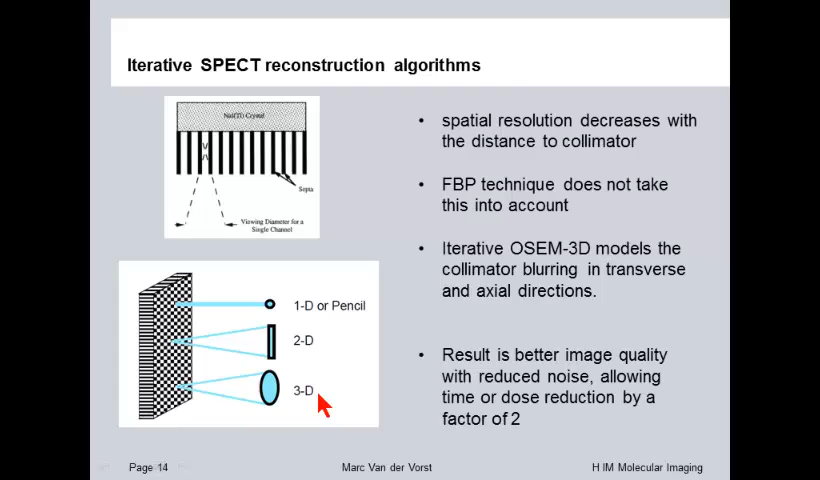 Iterative SPECT reconstruction algorithms
NaI(Tl) Crystal
Septa
Viewing Diameter for a
Single Channel
1-D or Pencil
2-D
3-D
• spatial resolution decreases with
the distance to collimator
• FBP technique does not take
this into account
• Iterative OSEM-3D models the
collimator blurring in transverse
and axial directions.
• Result is better image quality
with reduced noise, allowing
time or dose reduction by a
factor of 2
Page 14
Marc Van der Vorst
H IM Molecular Imaging